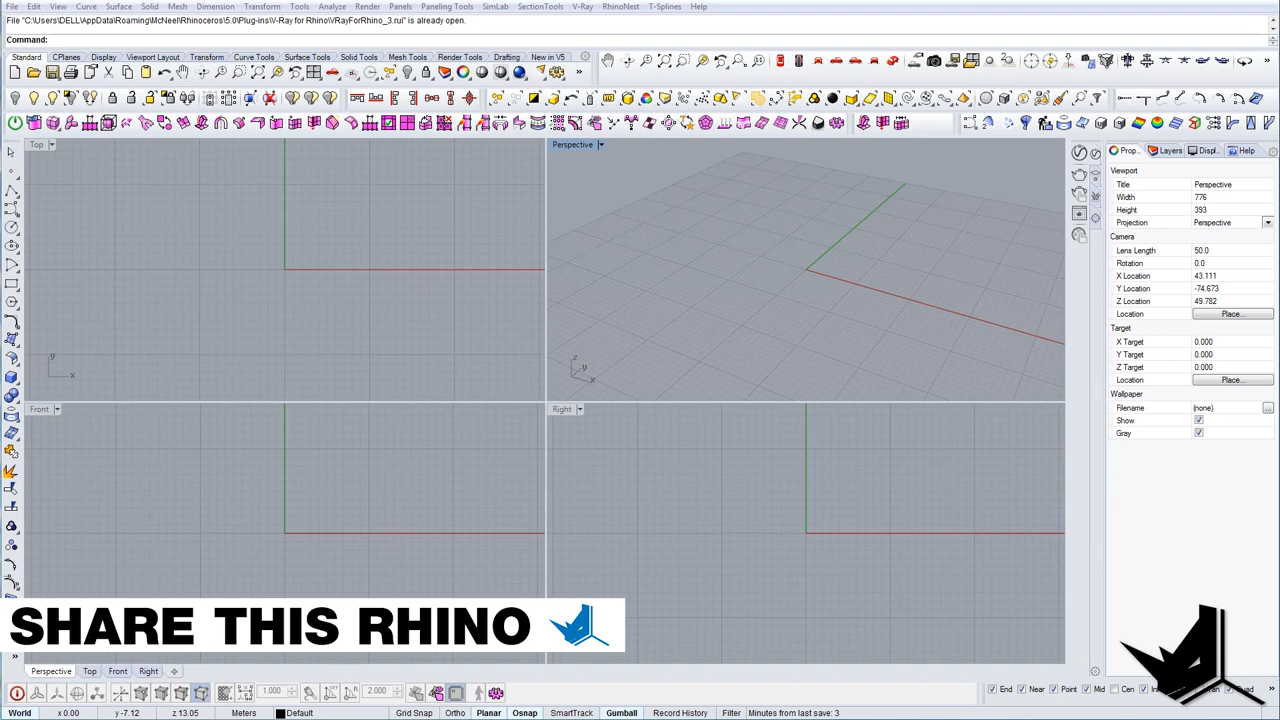 File Edit View Curve Surface Solid Mesh Dimension Transform Tools Analyze Render Panels Paneling Tools SimLab SectionTools V-Ray RhinoNest T-Splines Help
File "C:\Users\DELL\AppData\Roaming\McNeel\Rhinoceros\5.0\Plug-ins\V-Ray for Rhino\VRayForRhino_3.rui" is already open.
Command:
Standard CPlanes Display Viewport Layout Transform Curve Tools Surface Tools Solid Tools Mesh Tools Render Tools Drafting New in V5
Top
Perspective
Prop... Layers Displ... Help
Viewport
Title Perspective
Width 776
Height 393
Projection Perspective
Camera
Lens Length 50.0
Rotation 0.0
X Location 43.111
Y Location -74.673
Z Location 49.782
Location Place...
Target
X Target 0.000
Y Target 0.000
Z Target 0.000
Location Place...
Wallpaper
Filename (none) ...
Show
Gray
y
x
z
y
x
Front
Right
SHARE THIS RHINO
Perspective Top Front Right
1.000 2.000
End Near Point Mid Cen Quad
World x 0.00 y -7.12 z 13.05 Meters Default Grid Snap Ortho Planar Osnap SmartTrack Gumball Record History Filter Minutes from last save: 3